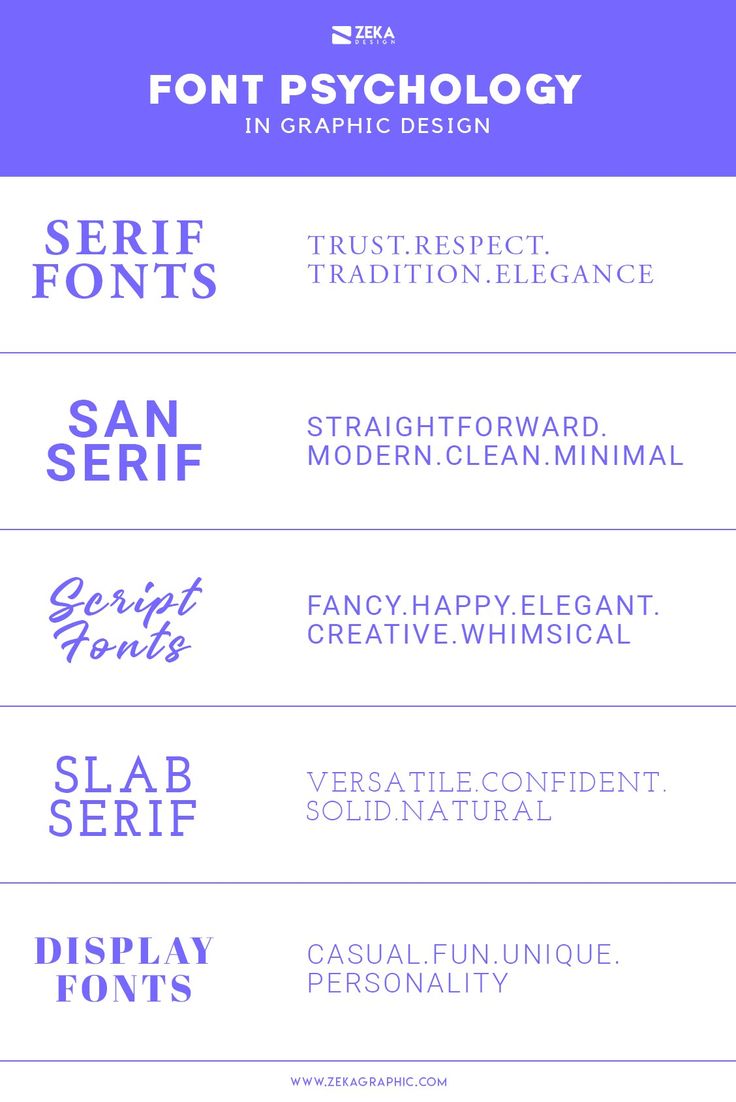 ZEKA
DESIGN
FONT PSYCHOLOGY
IN GRAPHIC DESIGN
SERIF
FONTS
TRUST.RESPECT.
TRADITION.ELEGANCE
SAN
SERIF
STRAIGHTFORWARD.
MODERN.CLEAN.MINIMAL
Script
Fonts
FANCY.HAPPY.ELEGANT.
CREATIVE.WHIMSICAL
SLAB
SERIF
VERSATILE.CONFIDENT.
SOLID.NATURAL
DISPLAY
FONTS
CASUAL.FUN.UNIQUE.
PERSONALITY
WWW.ZEKAGRAPHIC.COM